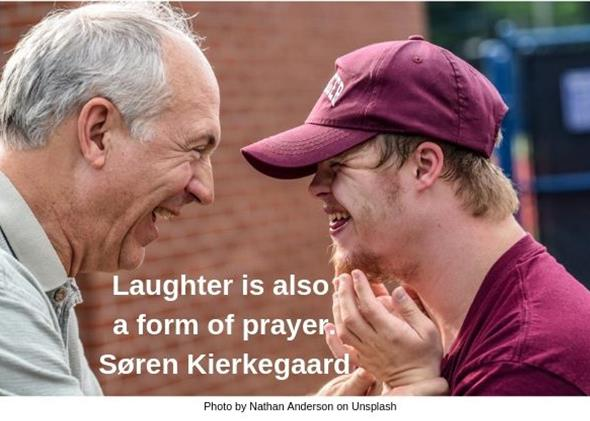 Laughter is also
a form of prayer.
Søren Kierkegaard
Photo by Nathan Anderson on Unsplash